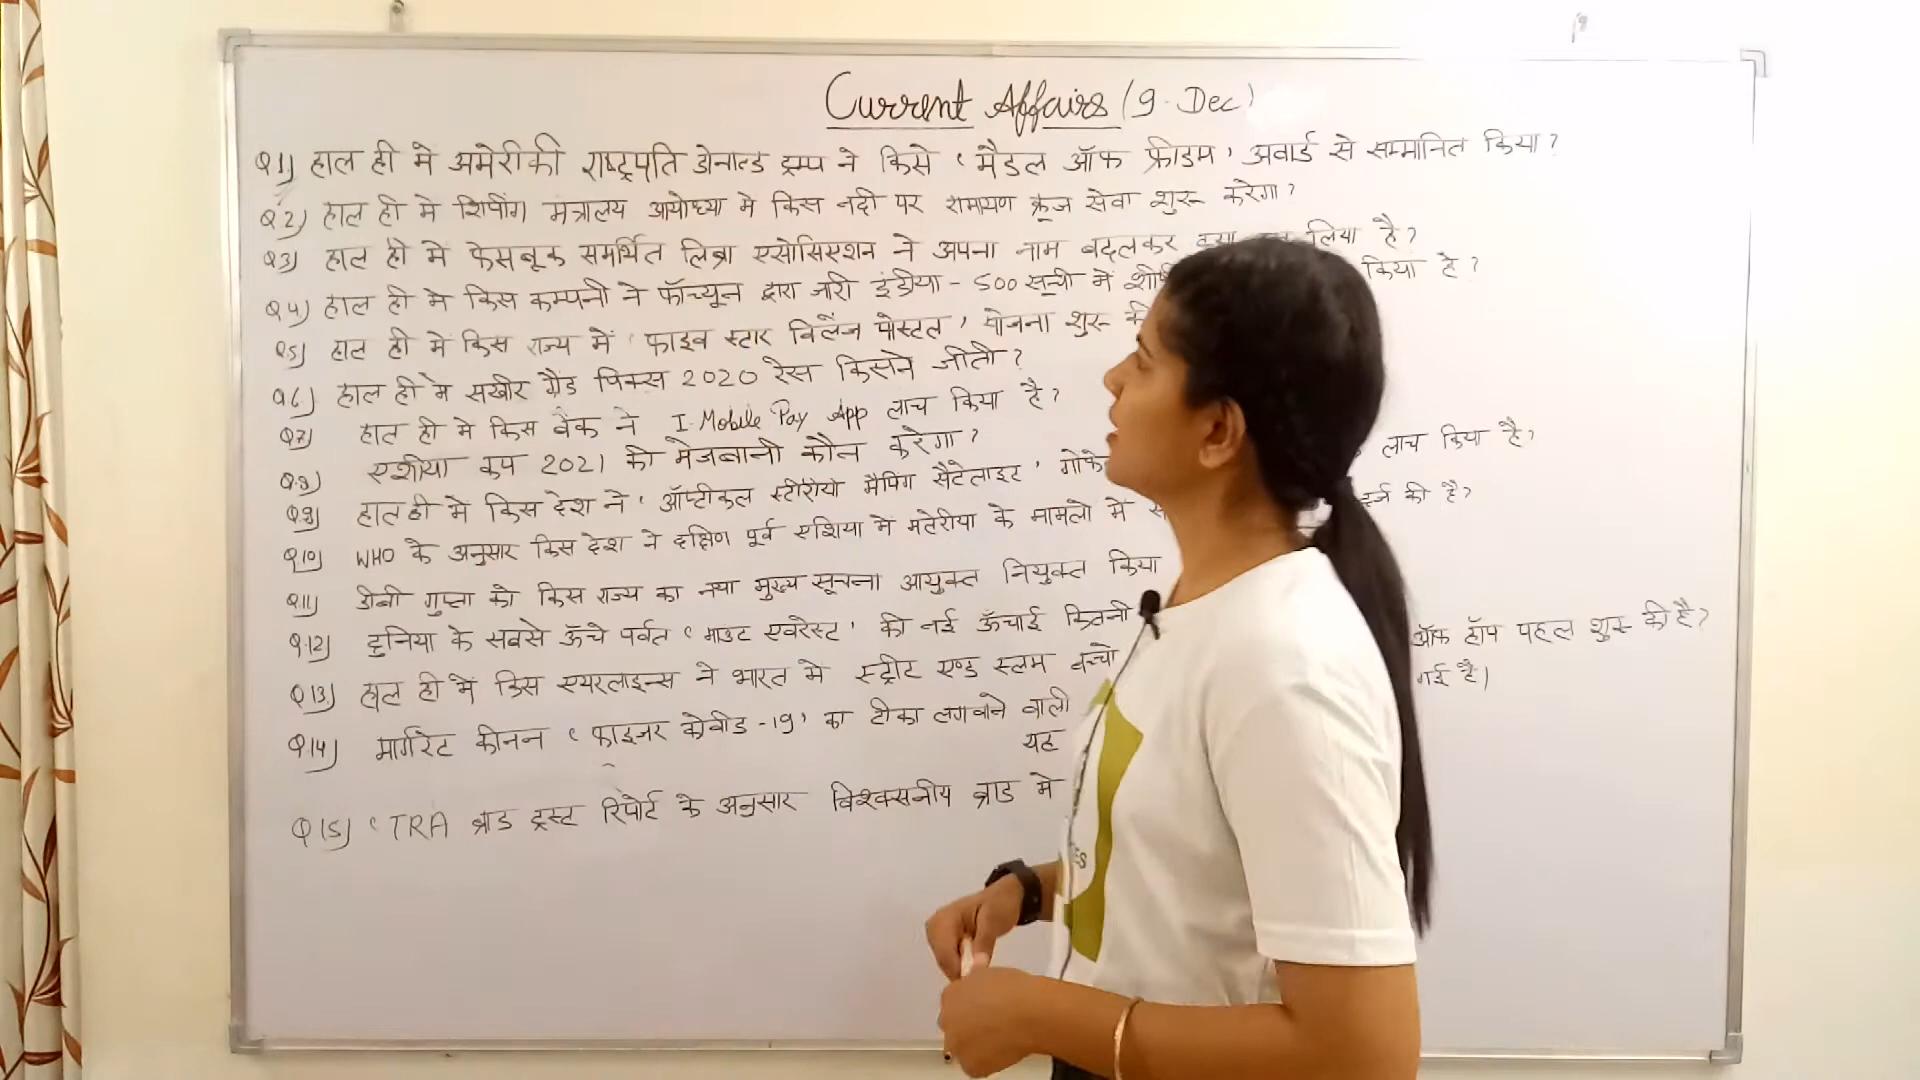 Current Affairs (9 Dec)
Q1) हाल ही मे अमेरीकी राष्ट्रपति डोनाल्ड ट्रम्प ने किसे 'मैडल ऑफ फ्रीडम' अवार्ड से सम्मानित किया?
Q2) हाल ही मे शिपींग मंत्रालय आयोध्या मे किस नदी पर रामायण क्रूज सेवा शुरू करेगा?
Q3) हाल ही मे फेसबूक समर्थित लिब्रा एसोसिएशन ने अपना नाम बदलकर लिया है?
Q4) हाल ही मे किस कम्पनी ने फॉर्च्यून द्वारा जारी इंडीया - 500 सूची में किया है?
Q5) हाल ही में किस राज्य में 'फाइव स्टार विलेज पोस्टल' योजना शुरू की
Q6) हाल ही मे सखीर ग्रैंड प्रिक्स 2020 रेस किसने जीती?
Q7) हाल ही मे किस बैंक ने I-Mobile Pay App लाच किया है?
Q8) एशीया कप 2021 की मेजबानी कौन करेगा?
Q9) हाल ही मे किस देश ने 'ऑप्टीकल स्टीरीयो मैपिंग सैटेलाइट' गोफे लाच किया है?
Q10) WHO के अनुसार किस देश ने दक्षिण पूर्व एशिया में मलेरीया के मामलो में दर्ज की है?
Q11) डीबी गुप्ता को किस राज्य का नया मुख्य सूचना आयुक्त नियुक्त किया
Q12) दुनिया के सबसे ऊँचे पर्वत 'माउट एवरेस्ट' की नई ऊँचाई कितनी
Q13) हाल ही में किस एयरलाइन्स ने भारत मे स्ट्रीट एण्ड स्लम बच्चो ऑफ हॉप पहल शुरू की है?
Q14) मार्गरेट कीनन 'फाइजर कोवीड -19' का टीका लगवाने वाली गई है।
यह
Q15) 'TRA ब्राड ट्रस्ट रिपोर्ट के अनुसार विश्वसनीय ब्राड मे